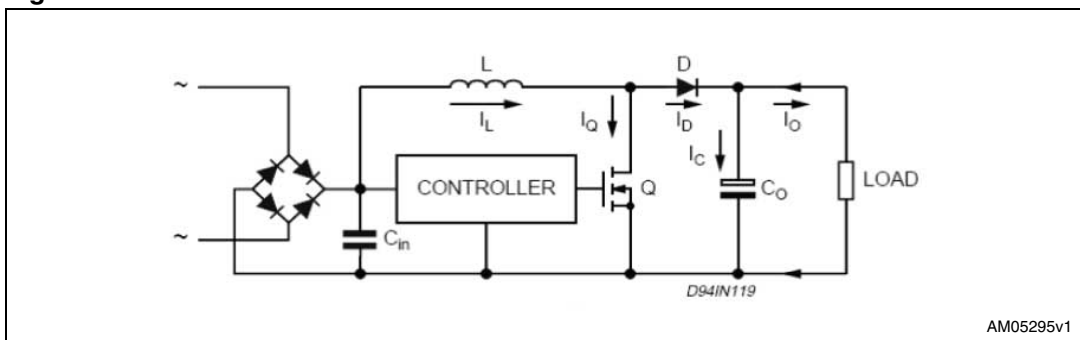 L
D
~
I_L
I_Q
I_D
I_O
I_C
CONTROLLER
Q
C_O
LOAD
~
C_in
D94IN119
AM05295v1